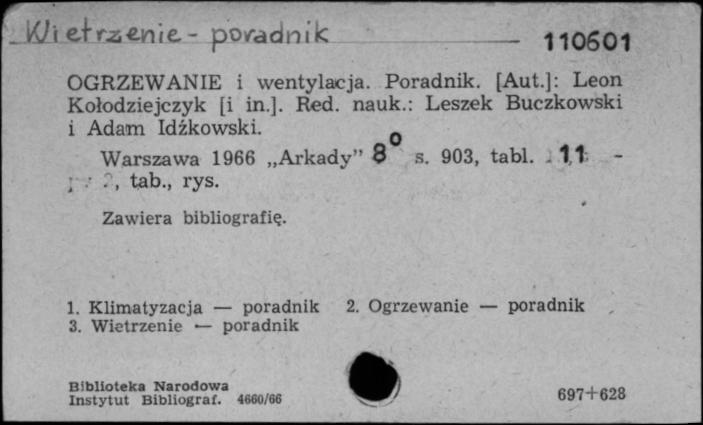 Wietrzenie - poradnik
110601
OGRZEWANIE i wentylacja. Poradnik. [Aut.]: Leon
Kołodziejczyk [i in.]. Red. nauk.: Leszek Buczkowski
i Adam Idźkowski.
Warszawa 1966 „Arkady” 8° s. 903, tabl. 11 -
, tab., rys.
Zawiera bibliografię.
1. Klimatyzacja — poradnik 2. Ogrzewanie — poradnik
3. Wietrzenie — poradnik
Biblioteka Narodowa
Instytut Bibliograf. 4660/66
697+628